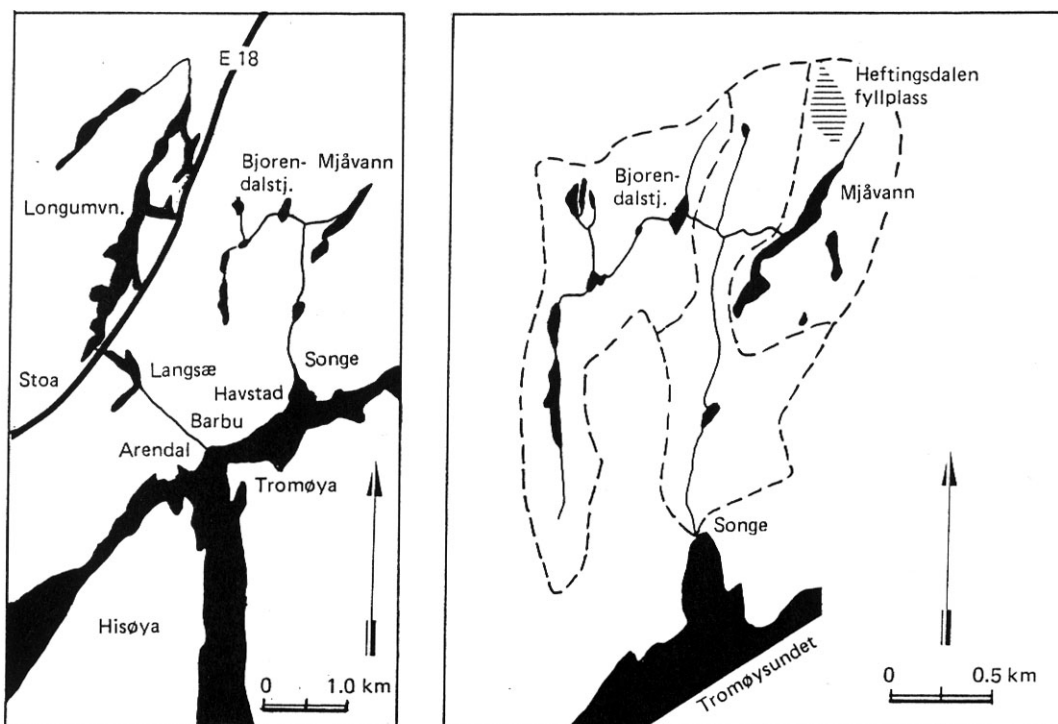 E 18
Bjoren-
dalstj.
Mjåvann
Longumvn.
Stoa
Langsæ
Songe
Havstad
Barbu
Arendal
Tromøya
Hisøya
0 1.0 km
Heftingsdalen
fyllplass
Bjoren-
dalstj.
Mjåvann
Songe
Tromøysundet
0 0.5 km